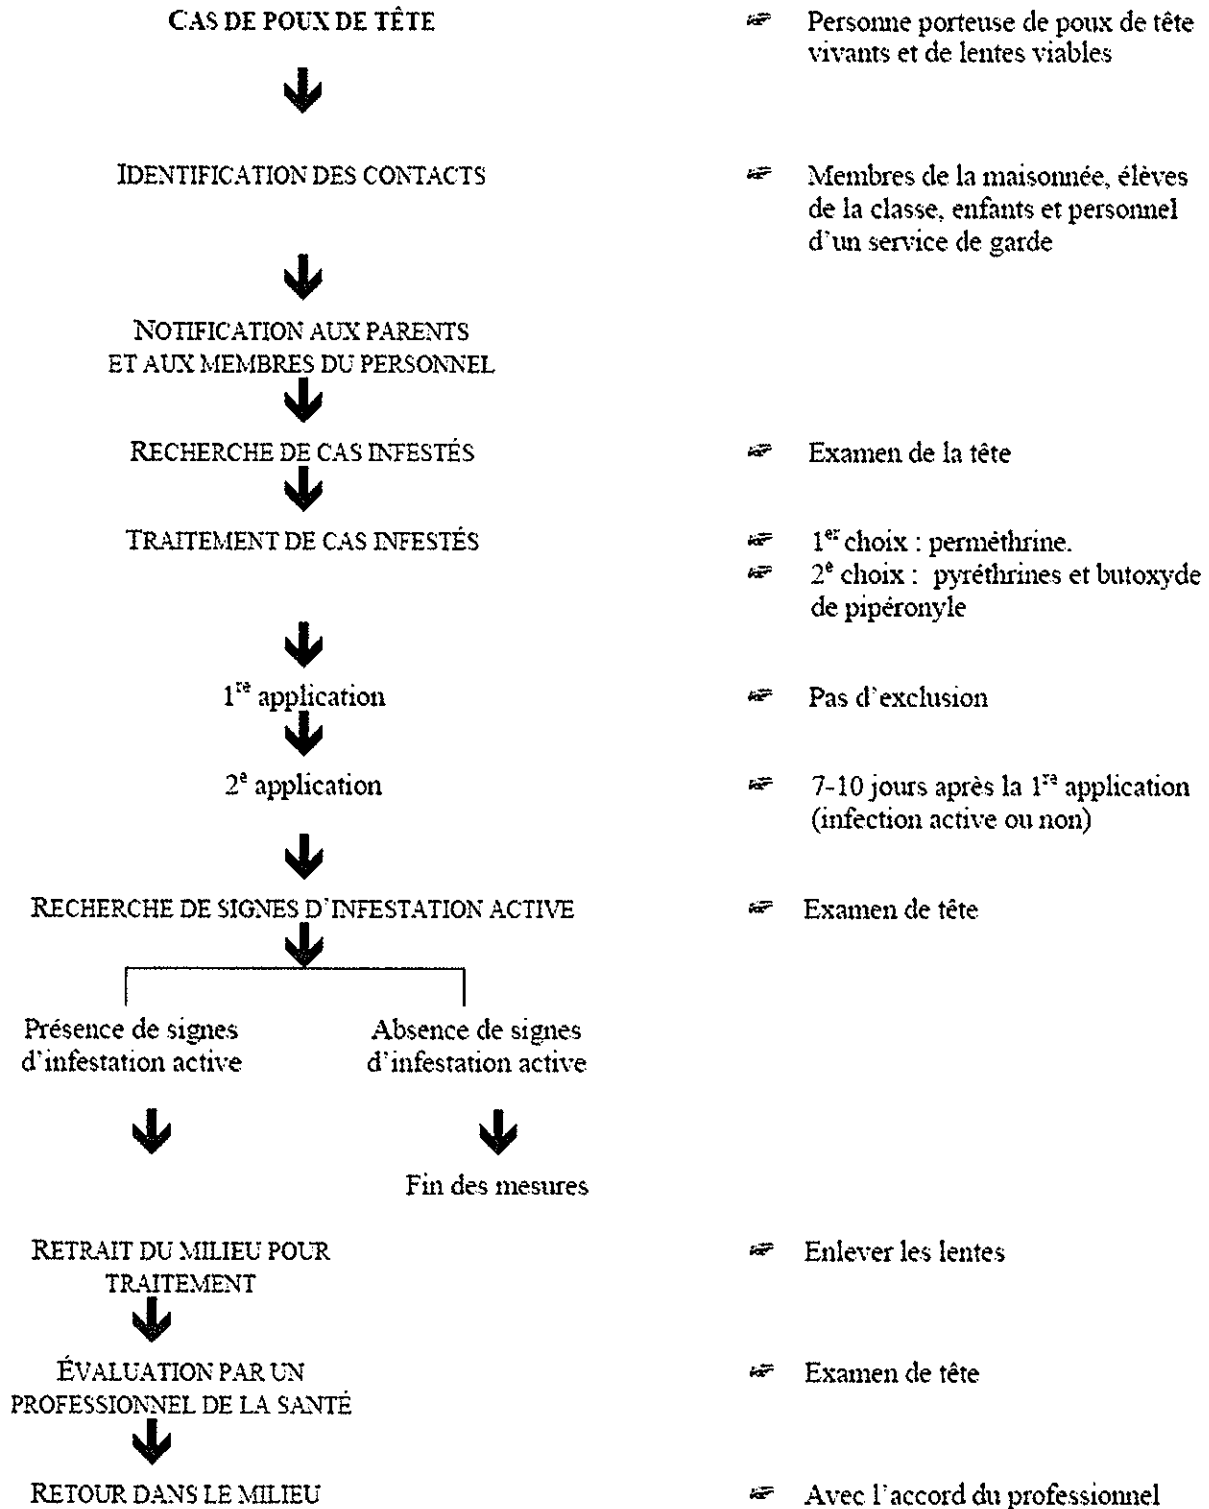 CAS DE POUX DE TÊTE
☞ Personne porteuse de poux de tête
vivants et de lentes viables
IDENTIFICATION DES CONTACTS
☞ Membres de la maisonnée, élèves
de la classe, enfants et personnel
d'un service de garde
NOTIFICATION AUX PARENTS
ET AUX MEMBRES DU PERSONNEL
RECHERCHE DE CAS INFESTÉS
☞ Examen de la tête
TRAITEMENT DE CAS INFESTÉS
☞ 1er choix : perméthrine.
☞ 2e choix : pyréthrines et butoxyde
de pipéronyle
1re application
☞ Pas d'exclusion
2e application
☞ 7-10 jours après la 1re application
(infection active ou non)
RECHERCHE DE SIGNES D'INFESTATION ACTIVE
☞ Examen de tête
Présence de signes
d'infestation active
Absence de signes
d'infestation active
Fin des mesures
RETRAIT DU MILIEU POUR
TRAITEMENT
☞ Enlever les lentes
ÉVALUATION PAR UN
PROFESSIONNEL DE LA SANTÉ
☞ Examen de tête
RETOUR DANS LE MILIEU
☞ Avec l'accord du professionnel